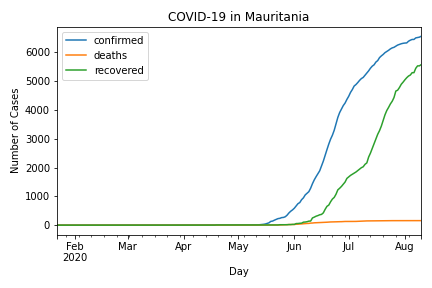 COVID-19 in Mauritania
confirmed
deaths
recovered
Number of Cases
6000
5000
4000
3000
2000
1000
0
Feb Mar Apr May Jun Jul Aug
2020
Day